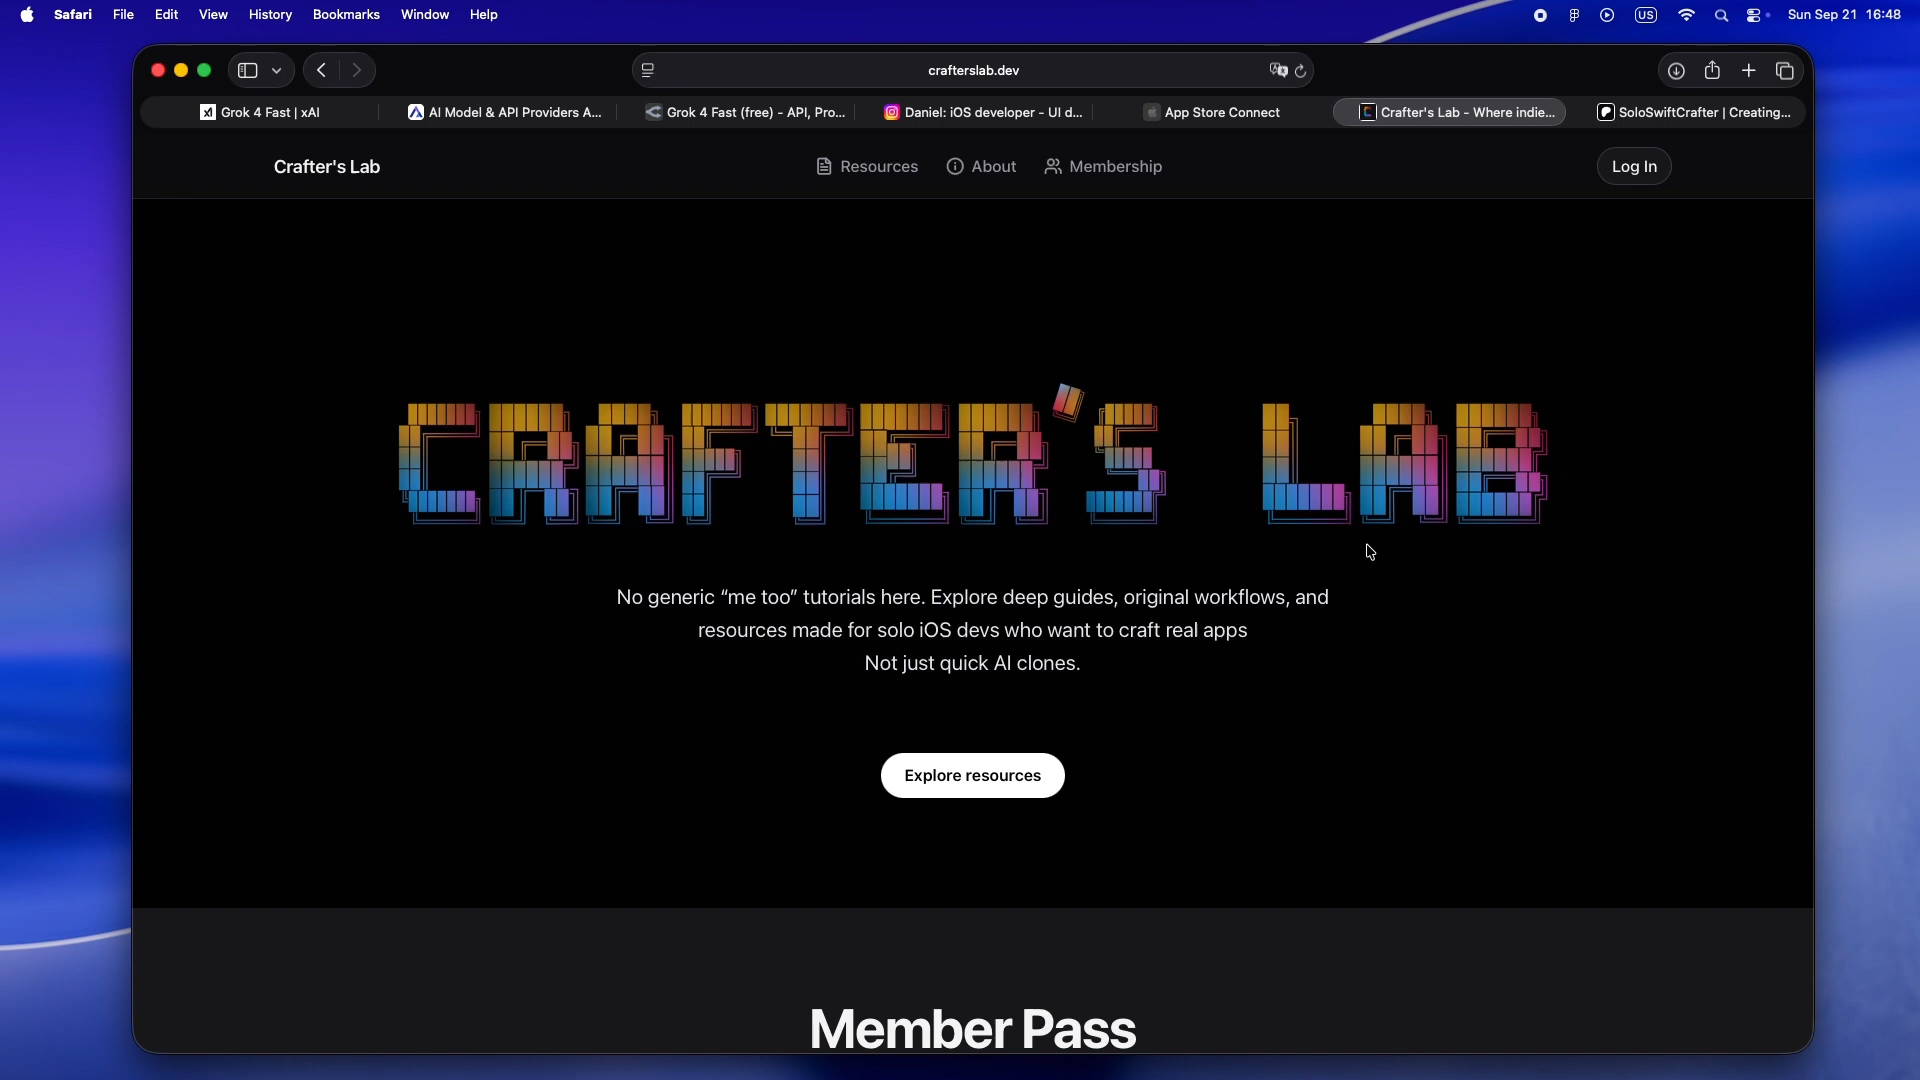 Safari File Edit View History Bookmarks Window Help US Sun Sep 21 16:48
crafterslab.dev
Grok 4 Fast | xAI
AI Model & API Providers A...
Grok 4 Fast (free) - API, Pro...
Daniel: iOS developer - UI d...
App Store Connect
Crafter's Lab - Where indie...
SoloSwiftCrafter | Creating...
Crafter's Lab
Resources
About
Membership
Log In
CRAFTER'S LAB
No generic “me too” tutorials here. Explore deep guides, original workflows, and
resources made for solo iOS devs who want to craft real apps
Not just quick AI clones.
Explore resources
Member Pass